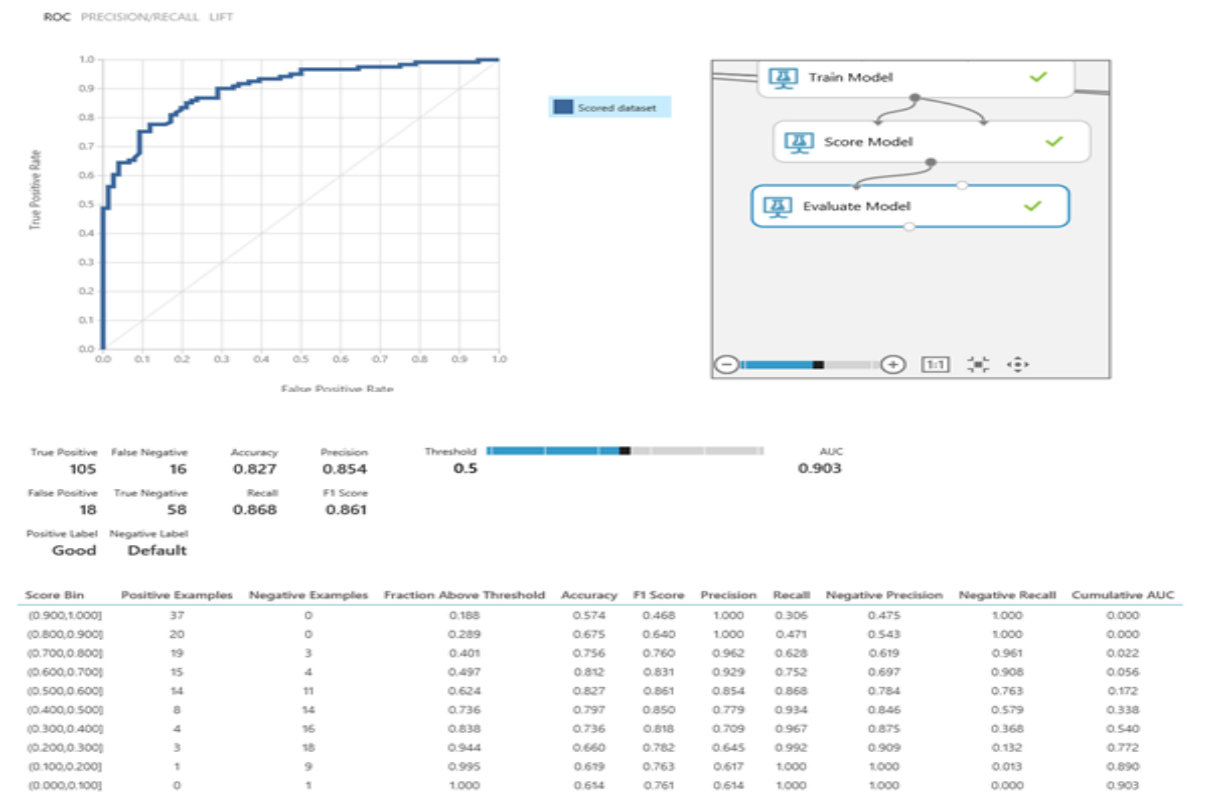 ROC PRECISION/RECALL LIFT
1.0
0.9
0.8
0.7
0.6
0.5
0.4
0.3
0.2
0.1
0.0
True Positive Rate
0.0 0.1 0.2 0.3 0.4 0.5 0.6 0.7 0.8 0.9 1.0
False Positive Rate
Scored dataset
Train Model
Score Model
Evaluate Model
1:1
True Positive False Negative Accuracy Precision Threshold AUC
105 16 0.827 0.854 0.5 0.903
False Positive True Negative Recall F1 Score
18 58 0.868 0.861
Positive Label Negative Label
Good Default
Score Bin Positive Examples Negative Examples Fraction Above Threshold Accuracy F1 Score Precision Recall Negative Precision Negative Recall Cumulative AUC
(0.900,1.000] 37 0 0.188 0.574 0.468 1.000 0.306 0.475 1.000 0.000
(0.800,0.900] 20 0 0.289 0.675 0.640 1.000 0.471 0.543 1.000 0.000
(0.700,0.800] 19 3 0.401 0.756 0.760 0.962 0.628 0.619 0.961 0.022
(0.600,0.700] 15 4 0.497 0.812 0.831 0.929 0.752 0.697 0.908 0.056
(0.500,0.600] 14 11 0.624 0.827 0.861 0.854 0.868 0.784 0.763 0.172
(0.400,0.500] 8 14 0.736 0.797 0.850 0.779 0.934 0.846 0.579 0.338
(0.300,0.400] 4 16 0.838 0.736 0.818 0.709 0.967 0.875 0.368 0.540
(0.200,0.300] 3 18 0.944 0.660 0.782 0.645 0.992 0.909 0.132 0.772
(0.100,0.200] 1 9 0.995 0.619 0.763 0.617 1.000 1.000 0.013 0.890
(0.000,0.100] 0 1 1.000 0.614 0.761 0.614 1.000 1.000 0.000 0.903